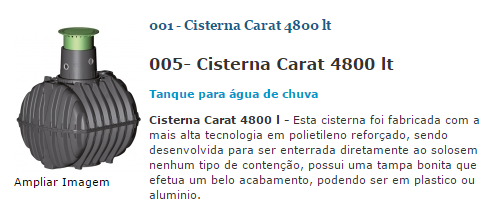 001 - Cisterna Carat 4800 lt
005- Cisterna Carat 4800 lt
Tanque para água de chuva
Cisterna Carat 4800 l - Esta cisterna foi fabricada com a
mais alta tecnologia em polietileno reforçado, sendo
desenvolvida para ser enterrada diretamente ao solosem
nenhum tipo de contenção, possui uma tampa bonita que
efetua um belo acabamento, podendo ser em plastico ou
aluminio.
Ampliar Imagem